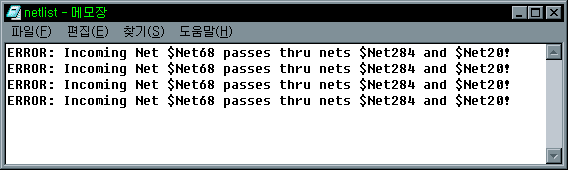 netlist - 메모장
파일(F) 편집(E) 찾기(S) 도움말(H)
ERROR: Incoming Net $Net68 passes thru nets $Net284 and $Net20!
ERROR: Incoming Net $Net68 passes thru nets $Net284 and $Net20!
ERROR: Incoming Net $Net68 passes thru nets $Net284 and $Net20!
ERROR: Incoming Net $Net68 passes thru nets $Net284 and $Net20!